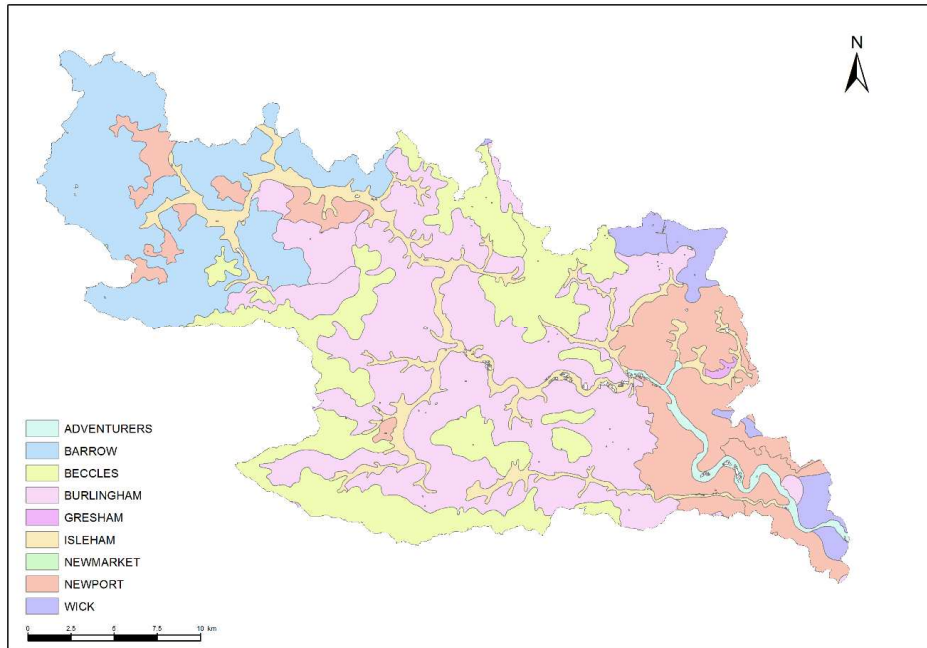 N
ADVENTURERS
BARROW
BECCLES
BURLINGHAM
GRESHAM
ISLEHAM
NEWMARKET
NEWPORT
WICK
0 2.5 5 7.5 10 km